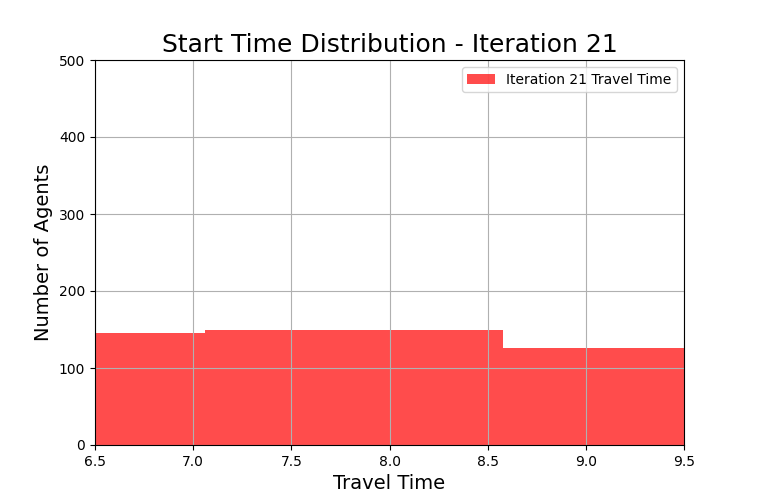 Start Time Distribution - Iteration 21
Iteration 21 Travel Time
Number of Agents
500
400
300
200
100
0
6.5 7.0 7.5 8.0 8.5 9.0 9.5
Travel Time